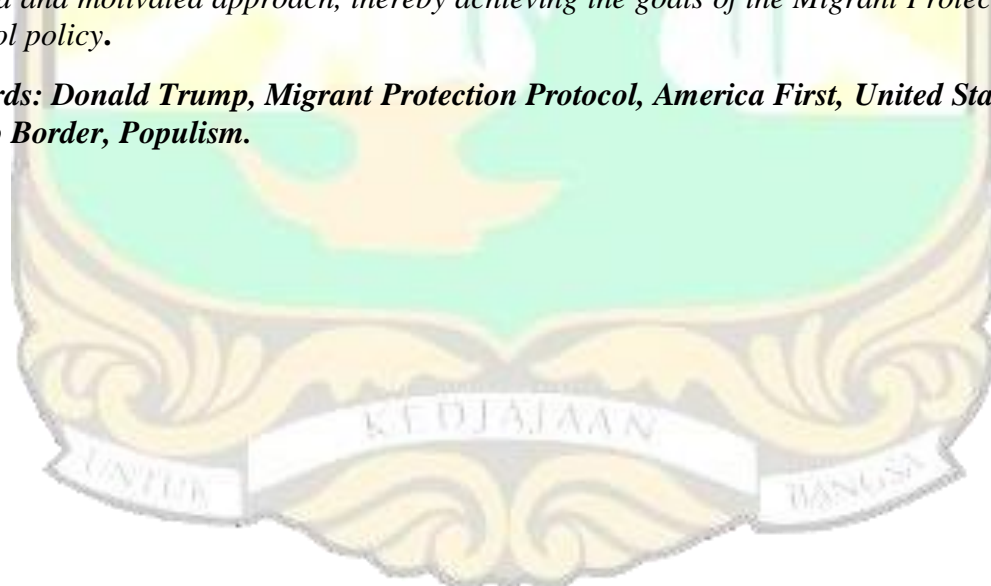 and motivated approach, thereby achieving the goals of the Migrant Protec
ol policy.
rds: Donald Trump, Migrant Protection Protocol, America First, United Sta
o Border, Populism.
UNTUK KEDJAJAAN BANGSA